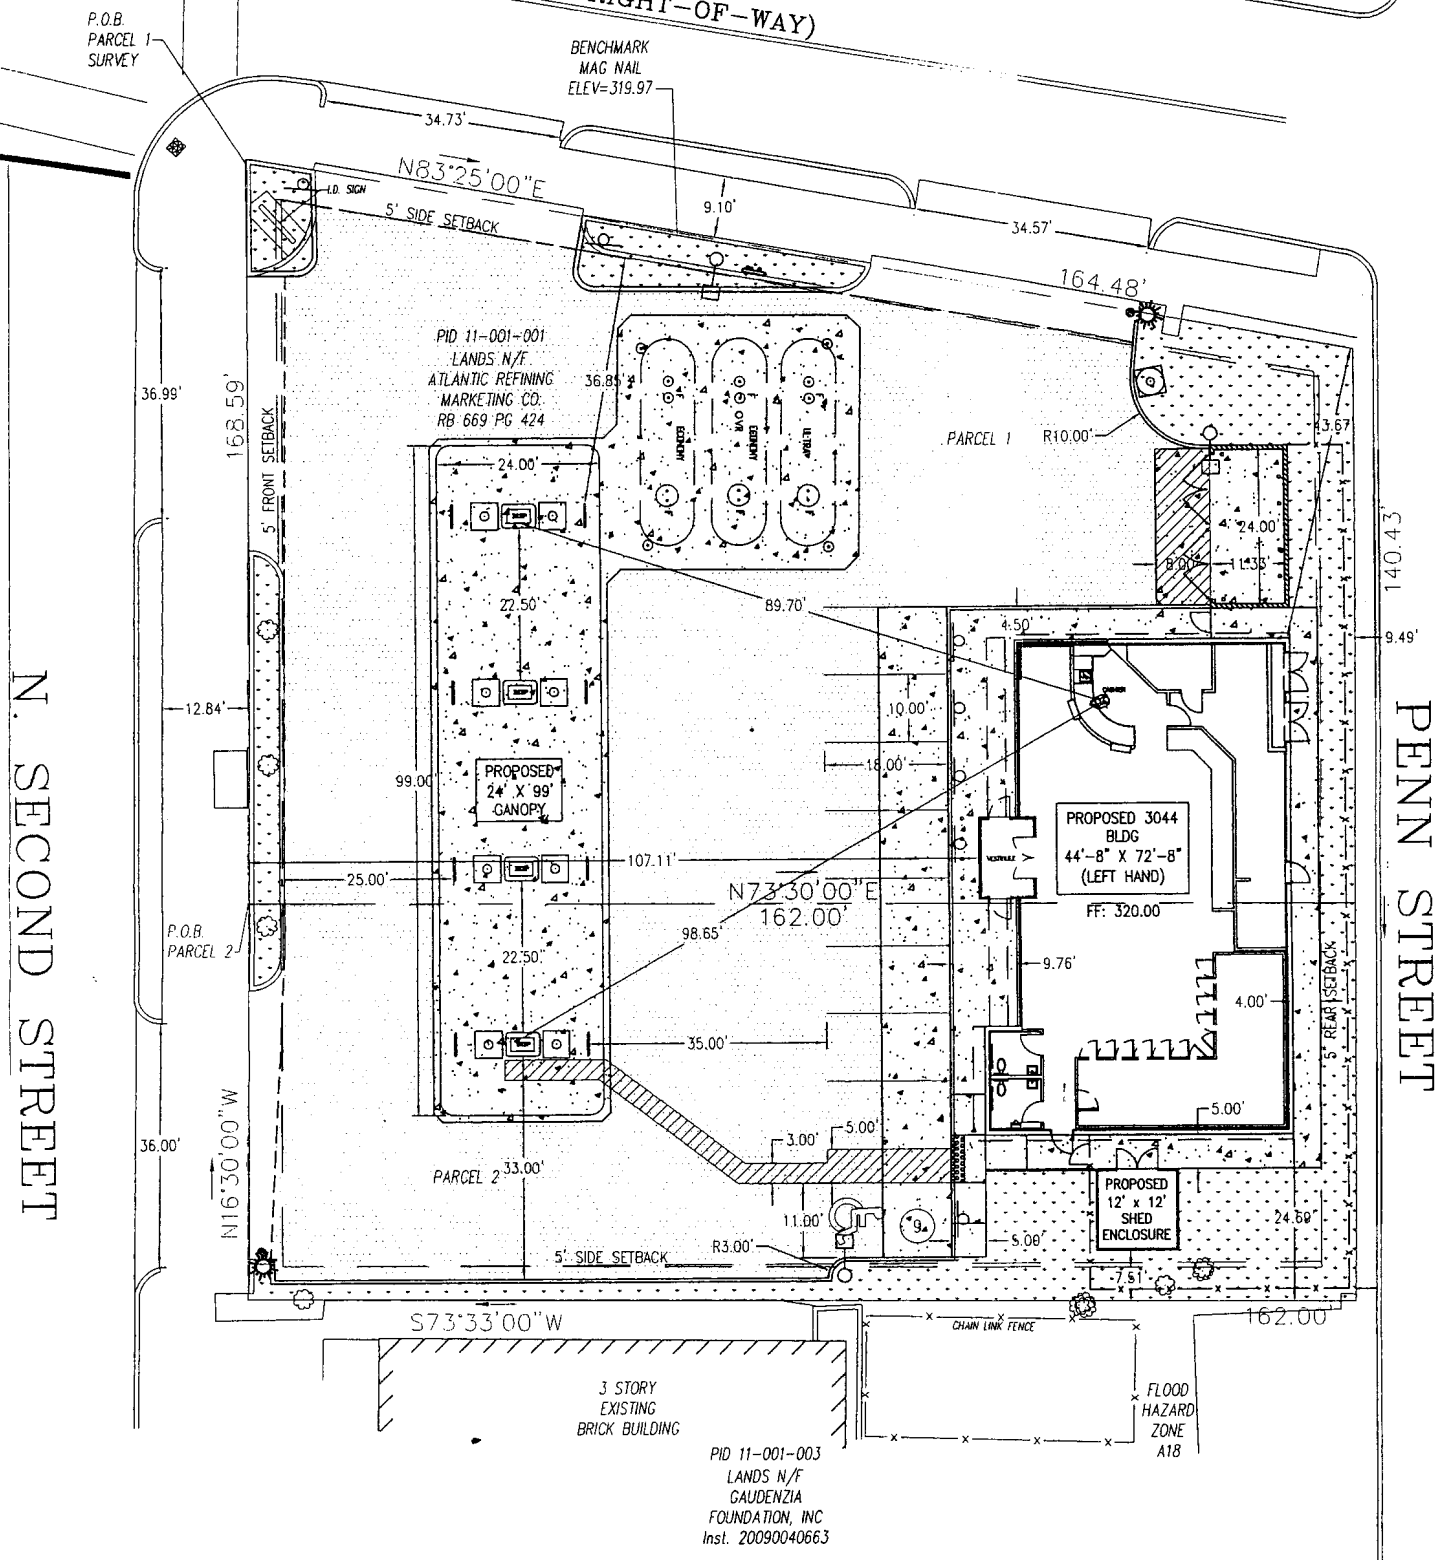 RIGHT-OF-WAY)
P.O.B.
PARCEL 1
SURVEY
BENCHMARK
MAG NAIL
ELEV=319.97
34.73'
N83°25'00"E
I.D. SIGN
5' SIDE SETBACK
9.10'
34.57'
164.48'
PID 11-001-001
LANDS N/F
ATLANTIC REFINING
MARKETING CO.
RB 669 PG 424
36.85'
36.99'
168.59'
5' FRONT SETBACK
ECONOMY
OVR
ECONOMY
PARCEL 1
R10.00'
43.67'
24.00'
24.00'
8.00'
11.33'
140.43'
22.50'
89.70'
4.50'
9.49'
N. SECOND STREET
PENN STREET
12.84'
10.00'
CASHIER
18.00'
99.00'
PROPOSED
24' X 99'
CANOPY
PROPOSED 3044
BLDG
44'-8" X 72'-8"
(LEFT HAND)
FF: 320.00
VESTIBULE
107.11'
25.00'
N73°30'00"E
162.00'
98.65'
P.O.B.
PARCEL 2
22.50'
9.76'
4.00'
5' REAR SETBACK
35.00'
N16°30'00"W
36.00'
3.00'
5.00'
5.00'
PARCEL 2
33.00'
11.00'
9
R3.00'
5.00'
PROPOSED
12' x 12'
SHED
ENCLOSURE
24.69'
5' SIDE SETBACK
7.51'
S73°33'00"W
162.00'
CHAIN LINK FENCE
3 STORY
EXISTING
BRICK BUILDING
FLOOD
HAZARD
ZONE
A18
PID 11-001-003
LANDS N/F
GAUDENZIA
FOUNDATION, INC
Inst. 20090040663